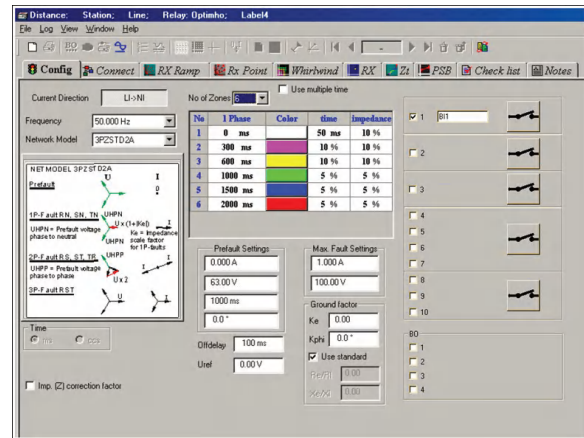 Distance: Station; Line; Relay: Optimho; Label4
File Log View Window Help
Config Connect RX Ramp Rx Point Whirlwind RX Zt PSB Check list Notes
Current Direction LI->NI
No of Zones 6
Use multiple time
Frequency 50.000 Hz
Network Model 3PZSTD2A
No 1 Phase Color time impedance
1 0 ms 50 ms 10 %
2 300 ms 10 % 10 %
3 600 ms 10 % 10 %
4 1000 ms 5 % 5 %
5 1500 ms 5 % 5 %
6 2000 ms 5 % 5 %
NET MODEL 3PZSTD2A
U I
Prefault
0
1P-Fault RN, SN, TN UHPN
U x (1+|Ke|) I
UHPN = Prefault voltage
phase to neutral
Ke = Impedance
scale factor
for 1P-faults
UHPN
2P-Fault RS, ST, TR, UHPP
UHPP = Prefault voltage
phase to phase
U x 2
I
3P-Fault RST
U I
Time
ms ccs
Imp. (Z) correction factor
Prefault Settings
0.000 A
63.00 V
1000 ms
0.0 °
Offdelay 100 ms
Uref 0.00 V
Max. Fault Settings
1.000 A
100.00 V
Ground factor
Ke 0.00
Kphi 0.0 °
Use standard
Re/Rl 0.00
Xe/Xl 0.00
1 BI1
2
3
4
5
6
7
8
9
10
BO
1
2
3
4